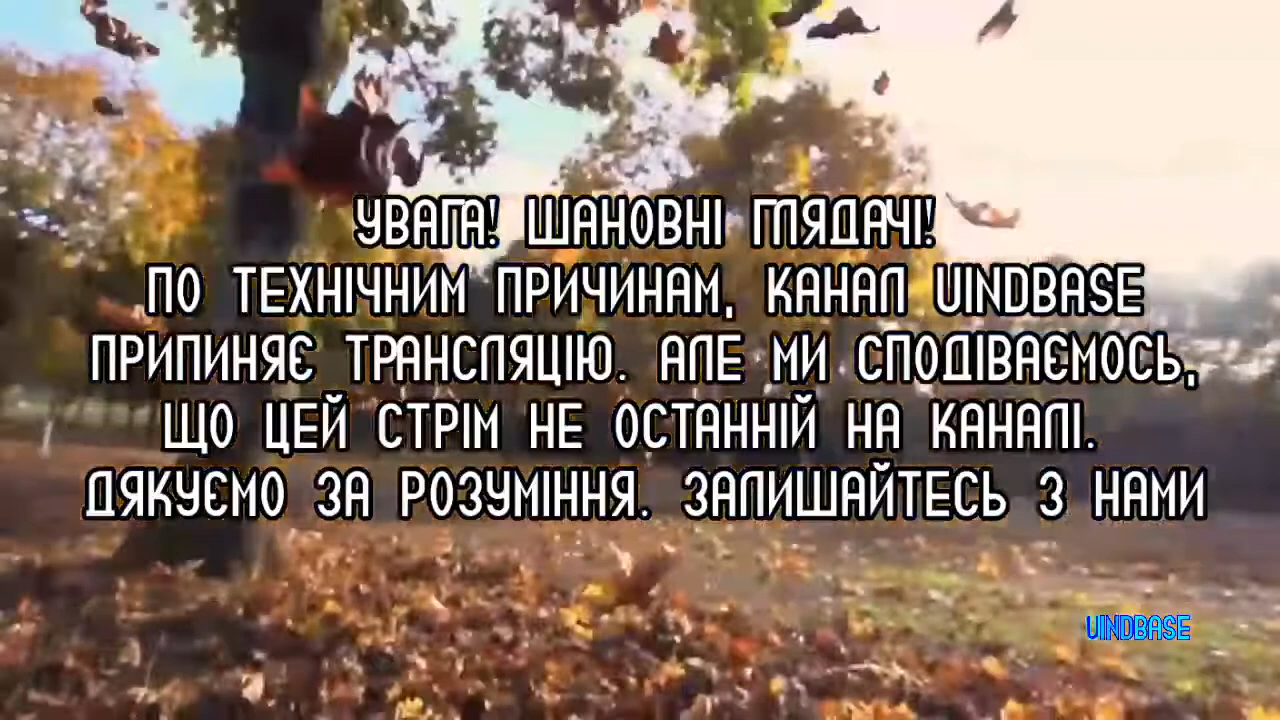 УВАГА! ШАНОВНІ ГЛЯДАЧІ!
ПО ТЕХНІЧНИМ ПРИЧИНАМ, КАНАЛ UINDBASE
ПРИПИНЯЄ ТРАНСЛЯЦІЮ. АЛЕ МИ СПОДІВАЄМОСЬ,
ЩО ЦЕЙ СТРІМ НЕ ОСТАННІЙ НА КАНАЛІ.
ДЯКУЄМО ЗА РОЗУМІННЯ. ЗАЛИШАЙТЕСЬ З НАМИ
UINDBASE